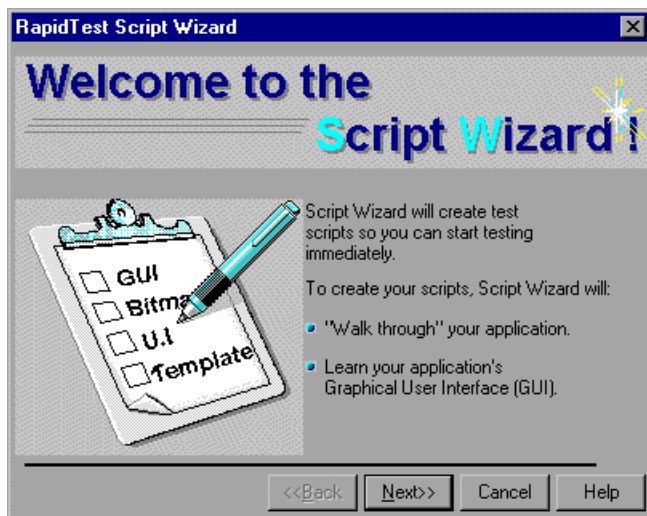 RapidTest Script Wizard
Welcome to the
Script Wizard!
GUI
Bitma
U.I
Template
Script Wizard will create test
scripts so you can start testing
immediately.
To create your scripts, Script Wizard will:
"Walk through" your application.
Learn your application's
Graphical User Interface (GUI).
<<Back
Next>>
Cancel
Help